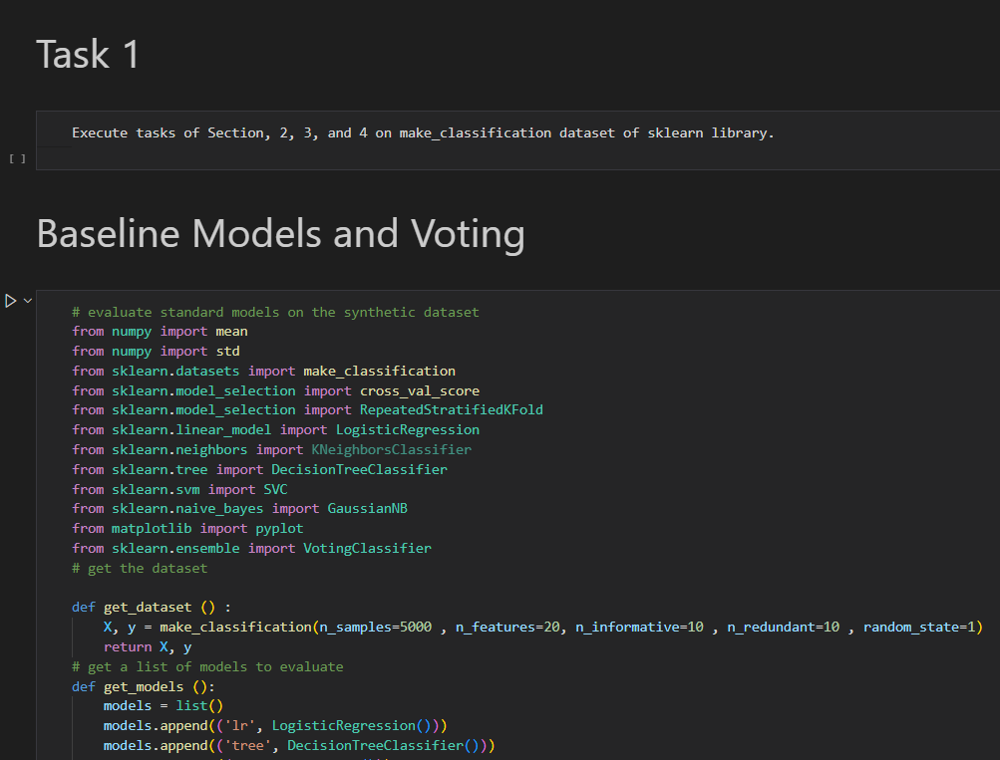 Task 1
Execute tasks of Section, 2, 3, and 4 on make_classification dataset of sklearn library.
[ ]
Baseline Models and Voting
# evaluate standard models on the synthetic dataset
from numpy import mean
from numpy import std
from sklearn.datasets import make_classification
from sklearn.model_selection import cross_val_score
from sklearn.model_selection import RepeatedStratifiedKFold
from sklearn.linear_model import LogisticRegression
from sklearn.neighbors import KNeighborsClassifier
from sklearn.tree import DecisionTreeClassifier
from sklearn.svm import SVC
from sklearn.naive_bayes import GaussianNB
from matplotlib import pyplot
from sklearn.ensemble import VotingClassifier
# get the dataset
def get_dataset () :
X, y = make_classification(n_samples=5000 , n_features=20, n_informative=10 , n_redundant=10 , random_state=1)
return X, y
# get a list of models to evaluate
def get_models ():
models = list()
models.append(('lr', LogisticRegression()))
models.append(('tree', DecisionTreeClassifier()))